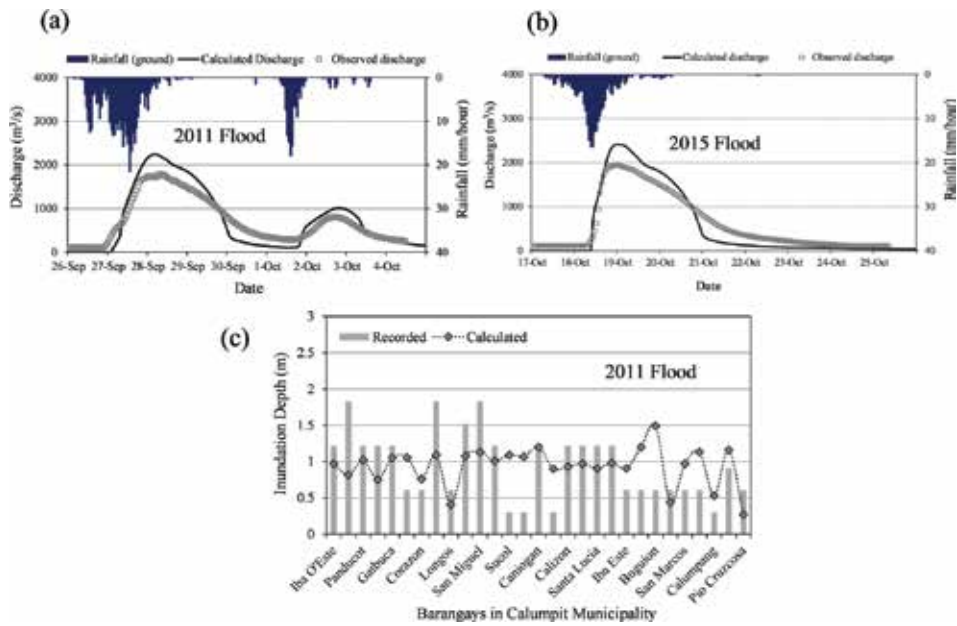 (a)
Rainfall (ground) Calculated Discharge Observed discharge
4000 3000 2000 1000 0
Discharge (m³/s)
0 10 20 30 40
Rainfall (mm/hour)
2011 Flood
26-Sep 27-Sep 28-Sep 29-Sep 30-Sep 1-Oct 2-Oct 3-Oct 4-Oct
Date
(b)
Rainfall (ground) Calculated discharge Observed discharge
4000 3000 2000 1000 0
Discharge (m³/s)
0 10 20 30 40
Rainfall (mm/hour)
2015 Flood
17-Oct 18-Oct 19-Oct 20-Oct 21-Oct 22-Oct 23-Oct 24-Oct 25-Oct
Date
(c)
Recorded Calculated
3 2.5 2 1.5 1 0.5 0
Inundation Depth (m)
2011 Flood
Iba O'Este Panducot Gatbuca Corazon Longos San Miguel Sucol Caniogan Calizon Santa Lucia Iba Este Buguion San Marcos Calumpang Pio Cruzcosa
Barangays in Calumpit Municipality